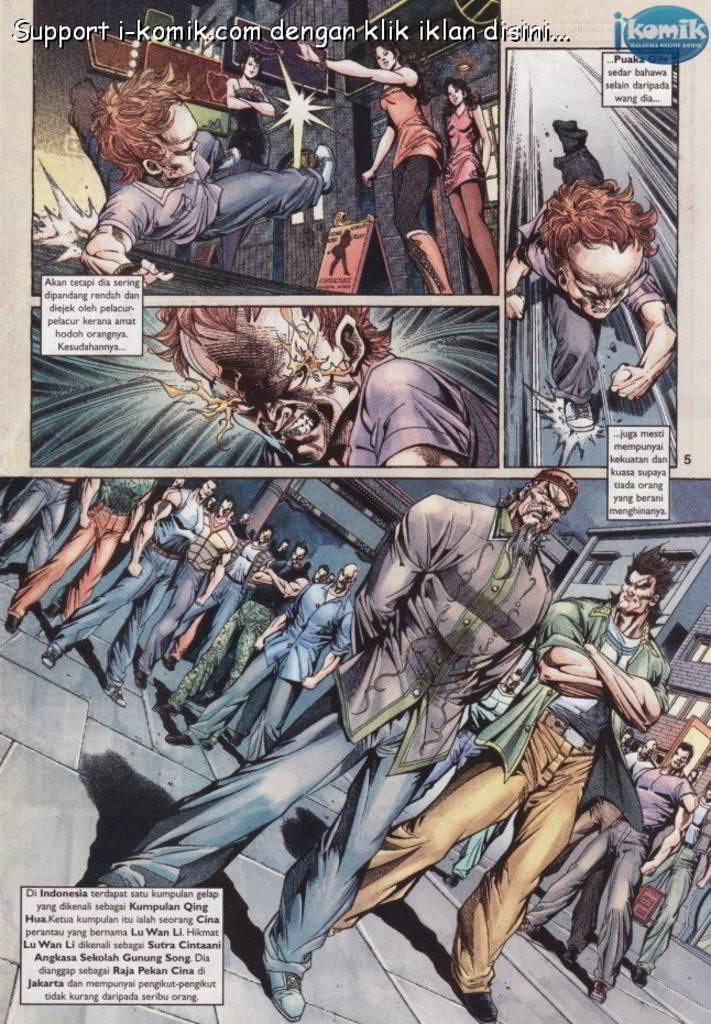 Support i-komik.com dengan klik iklan disini...
iKomik
MALAYSIA ONLINE KOMIK
...Puaka Gila
sedar bahawa
selain daripada
wang dia...
Akan tetapi dia sering
dipandang rendah dan
diejek oleh pelacur-
pelacur kerana amat
hodoh orangnya.
Kesudahannya...
...juga mesti
mempunyai
kekuatan dan
kuasa supaya
tiada orang
yang berani
menghinanya.
5
Di Indonesia terdapat satu kumpulan gelap
yang dikenali sebagai Kumpulan Qing
Hua.Ketua kumpulan itu ialah seorang Cina
perantau yang bernama Lu Wan Li. Hikmat
Lu Wan Li dikenali sebagai Sutra Cintaani
Angkasa Sekolah Gunung Song. Dia
dianggap sebagai Raja Pekan Cina di
Jakarta dan mempunyai pengikut-pengikut
tidak kurang daripada seribu orang.